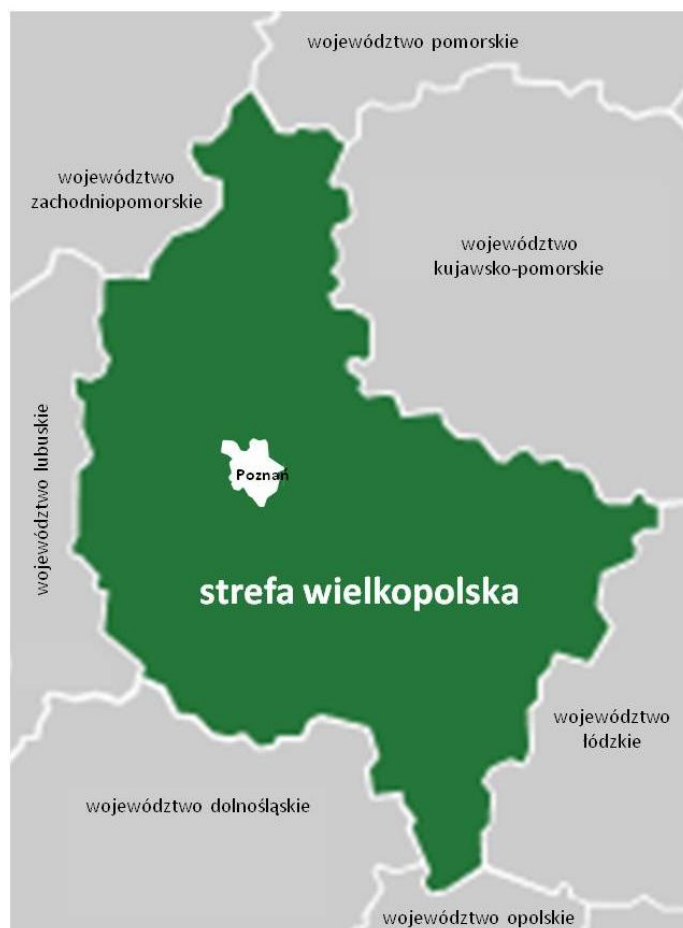 województwo pomorskie
województwo
zachodniopomorskie
województwo
kujawsko-pomorskie
województwo lubuskie
Poznań
strefa wielkopolska
województwo
łódzkie
województwo dolnośląskie
województwo opolskie